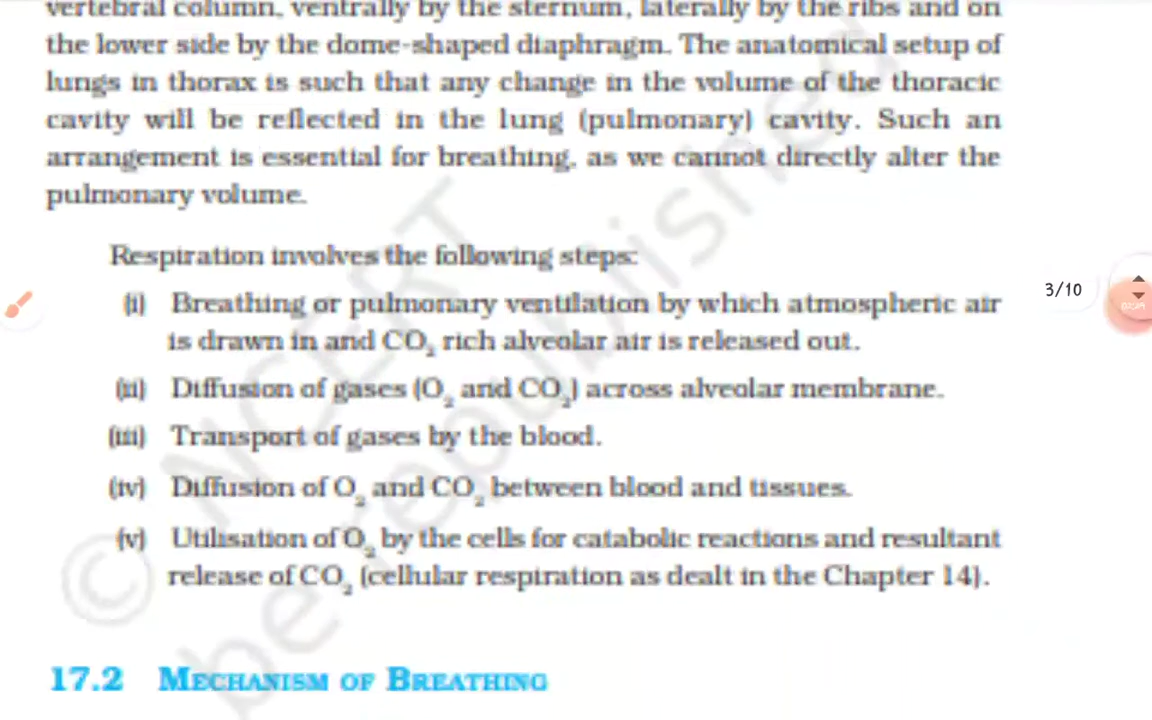 vertebral column, ventrally by the sternum, laterally by the ribs and on
the lower side by the dome-shaped diaphragm. The anatomical setup of
lungs in thorax is such that any change in the volume of the thoracic
cavity will be reflected in the lung (pulmonary) cavity. Such an
arrangement is essential for breathing, as we cannot directly alter the
pulmonary volume.
Respiration involves the following steps:
(i) Breathing or pulmonary ventilation by which atmospheric air
is drawn in and CO₂ rich alveolar air is released out.
(ii) Diffusion of gases (O₂ and CO₂) across alveolar membrane.
(iii) Transport of gases by the blood.
(iv) Diffusion of O₂ and CO₂ between blood and tissues.
(v) Utilisation of O₂ by the cells for catabolic reactions and resultant
release of CO₂ (cellular respiration as dealt in the Chapter 14).
17.2 MECHANISM OF BREATHING
3/10
© NCERT
be republished